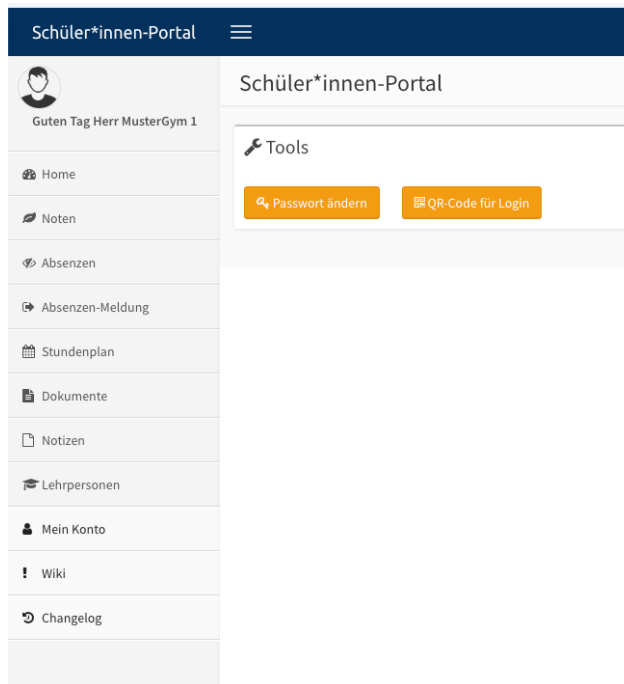 Schüler*innen-Portal
Schüler*innen-Portal
Guten Tag Herr MusterGym 1
Tools
Home
Passwort ändern
QR-Code für Login
Noten
Absenzen
Absenzen-Meldung
Stundenplan
Dokumente
Notizen
Lehrpersonen
Mein Konto
Wiki
Changelog